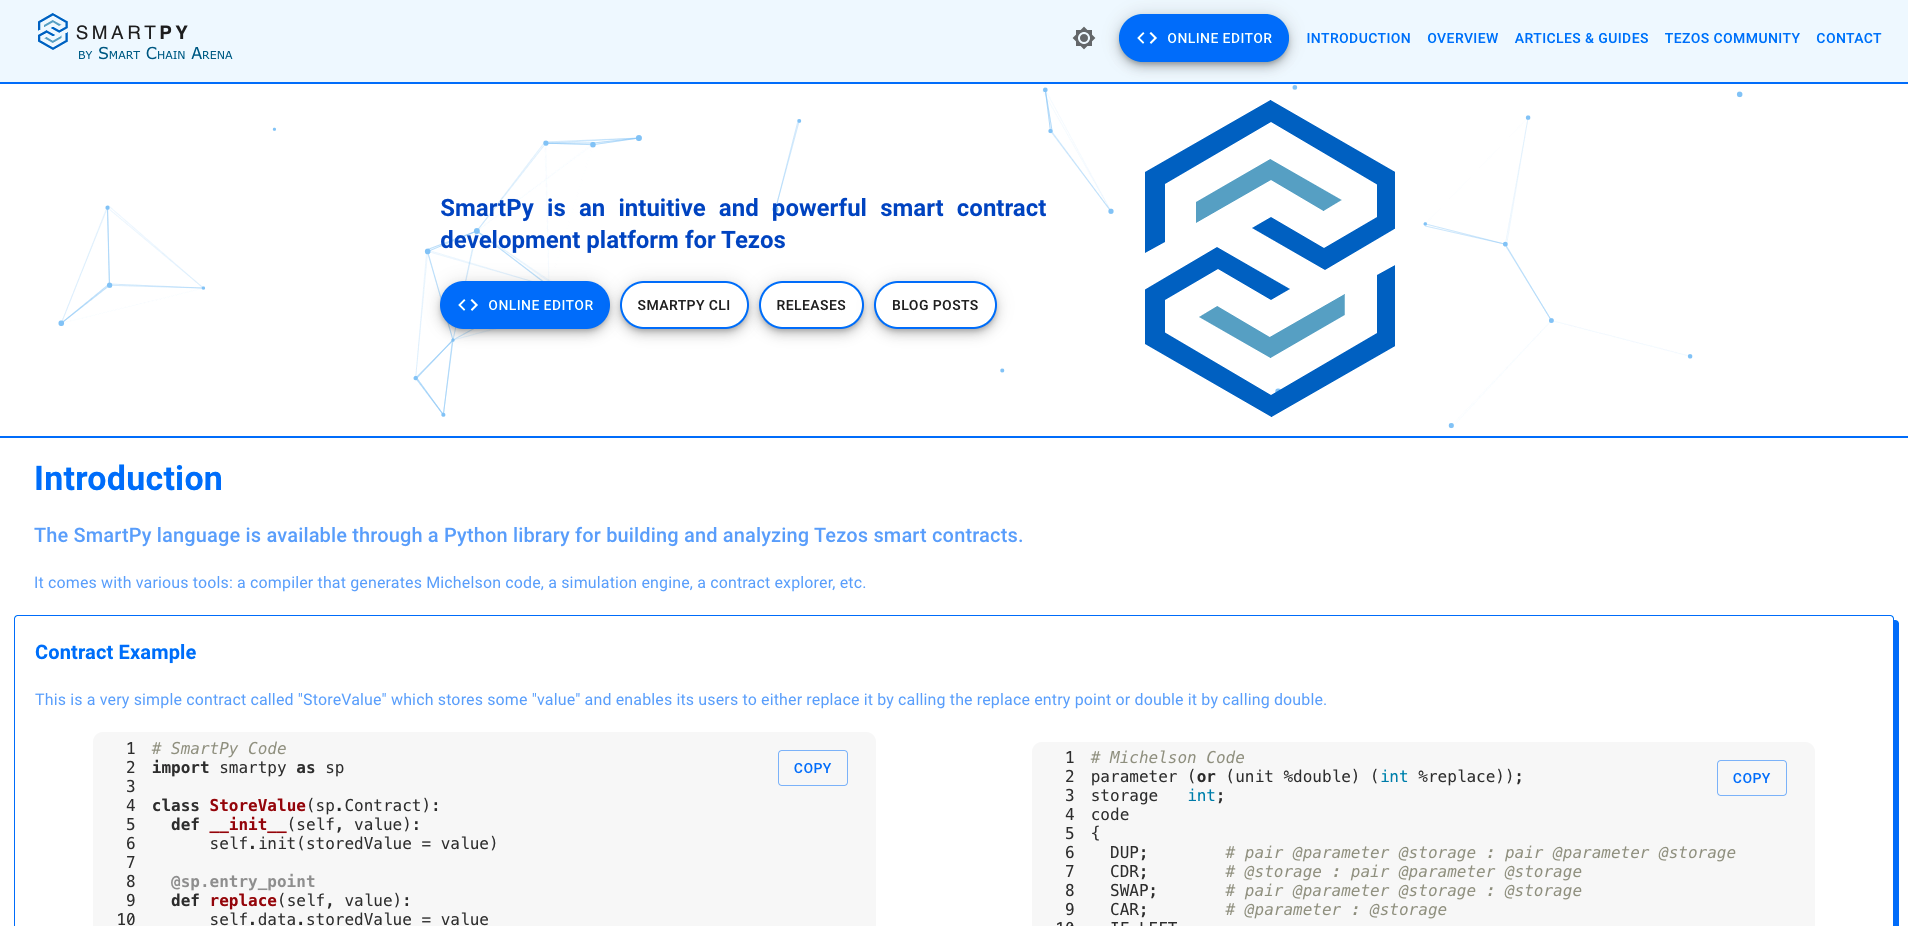 SMARTPY
BY SMART CHAIN ARENA
ONLINE EDITOR
INTRODUCTION
OVERVIEW
ARTICLES & GUIDES
TEZOS COMMUNITY
CONTACT
SmartPy is an intuitive and powerful smart contract
development platform for Tezos
ONLINE EDITOR
SMARTPY CLI
RELEASES
BLOG POSTS
Introduction
The SmartPy language is available through a Python library for building and analyzing Tezos smart contracts.
It comes with various tools: a compiler that generates Michelson code, a simulation engine, a contract explorer, etc.
Contract Example
This is a very simple contract called "StoreValue" which stores some "value" and enables its users to either replace it by calling the replace entry point or double it by calling double.
1 # SmartPy Code
2 import smartpy as sp
3
4 class StoreValue(sp.Contract):
5   def __init__(self, value):
6       self.init(storedValue = value)
7
8   @sp.entry_point
9   def replace(self, value):
10       self.data.storedValue = value
COPY
1 # Michelson Code
2 parameter (or (unit %double) (int %replace));
3 storage   int;
4 code
5 {
6   DUP;        # pair @parameter @storage : pair @parameter @storage
7   CDR;        # @storage : pair @parameter @storage
8   SWAP;       # pair @parameter @storage : @storage
9   CAR;        # @parameter : @storage
10   IF_LEFT
COPY